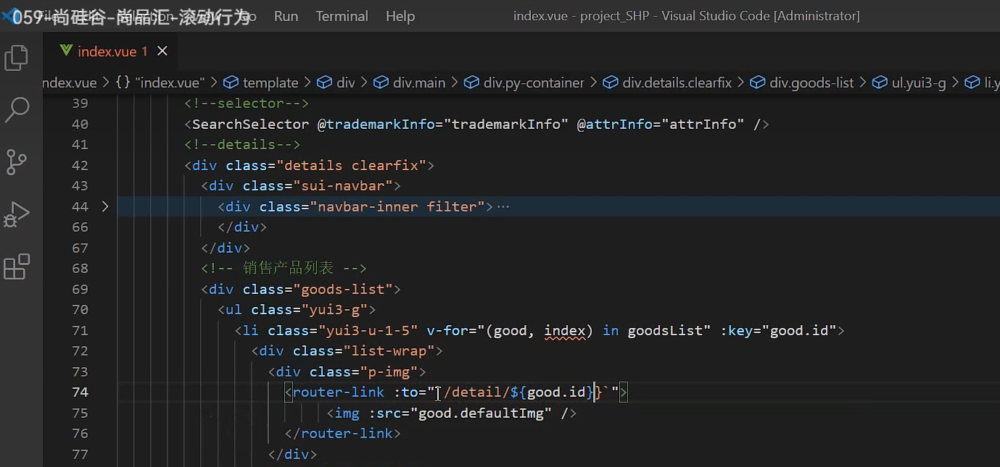 059-尚硅谷-尚品汇-滚动行为
Run Terminal Help
index.vue - project_SHP - Visual Studio Code [Administrator]
index.vue 1
ndex.vue > {} "index.vue" > template > div > div.main > div.py-container > div.details.clearfix > div.goods-list > ul.yui3-g > li.y
39 <!--selector-->
40 <SearchSelector @trademarkInfo="trademarkInfo" @attrInfo="attrInfo" />
41 <!--details-->
42 <div class="details clearfix">
43 <div class="sui-navbar">
44 <div class="navbar-inner filter">···
66 </div>
67 </div>
68 <!-- 销售产品列表 -->
69 <div class="goods-list">
70 <ul class="yui3-g">
71 <li class="yui3-u-1-5" v-for="(good, index) in goodsList" :key="good.id">
72 <div class="list-wrap">
73 <div class="p-img">
74 <router-link :to="`/detail/${good.id}}`">
75 <img :src="good.defaultImg" />
76 </router-link>
77 </div>